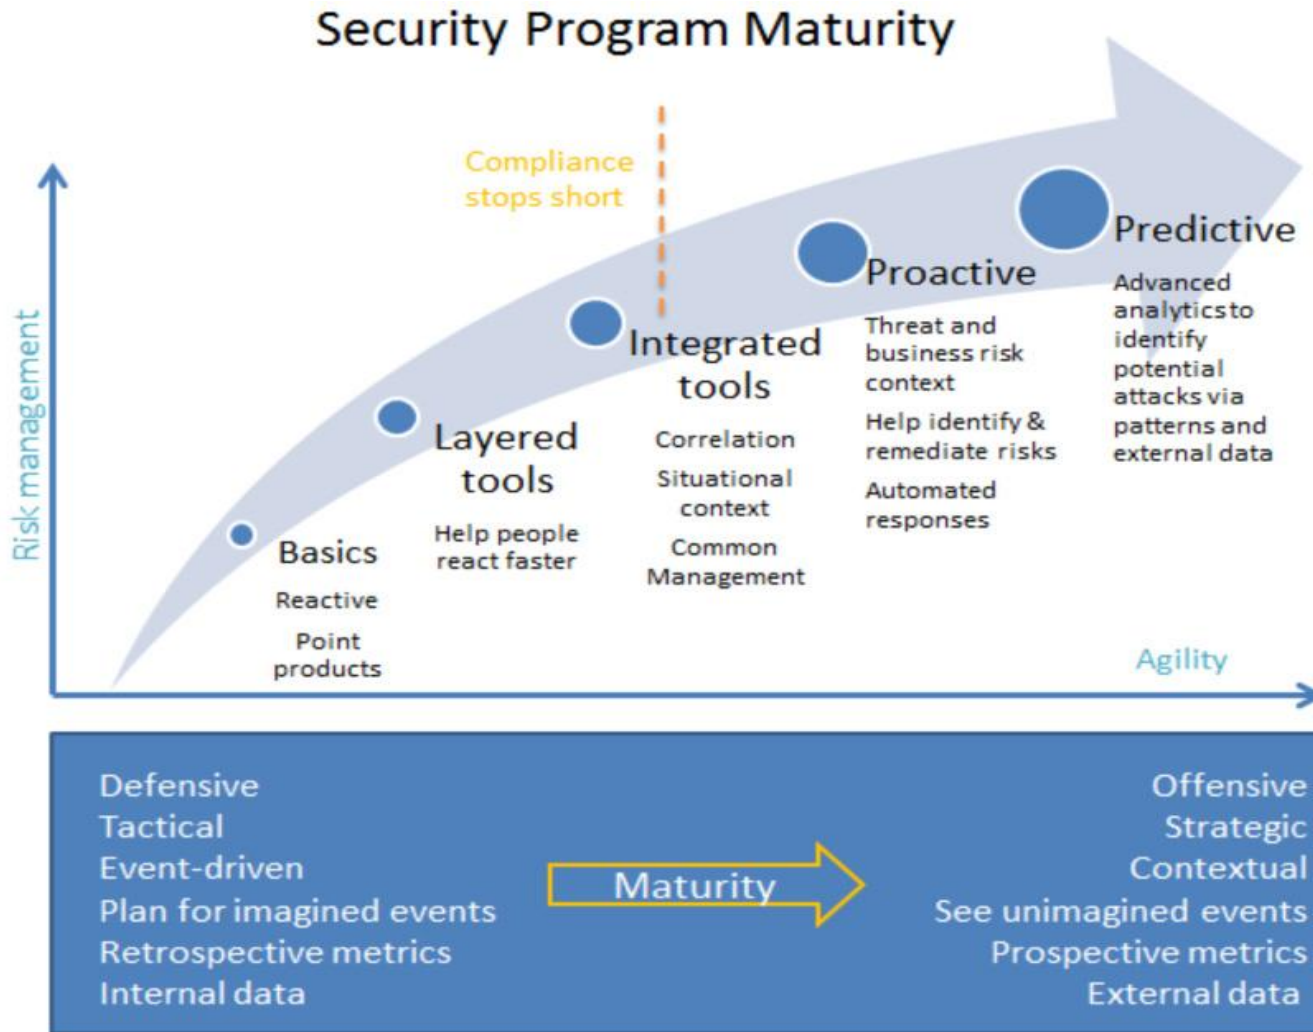 Security Program Maturity
Compliance
stops short
Risk management
Basics
Reactive
Point
products
Layered
tools
Help people
react faster
Integrated
tools
Correlation
Situational
context
Common
Management
Proactive
Threat and
business risk
context
Help identify &
remediate risks
Automated
responses
Predictive
Advanced
analytics to
identify
potential
attacks via
patterns and
external data
Agility
Defensive
Tactical
Event-driven
Plan for imagined events
Retrospective metrics
Internal data
Maturity
Offensive
Strategic
Contextual
See unimagined events
Prospective metrics
External data